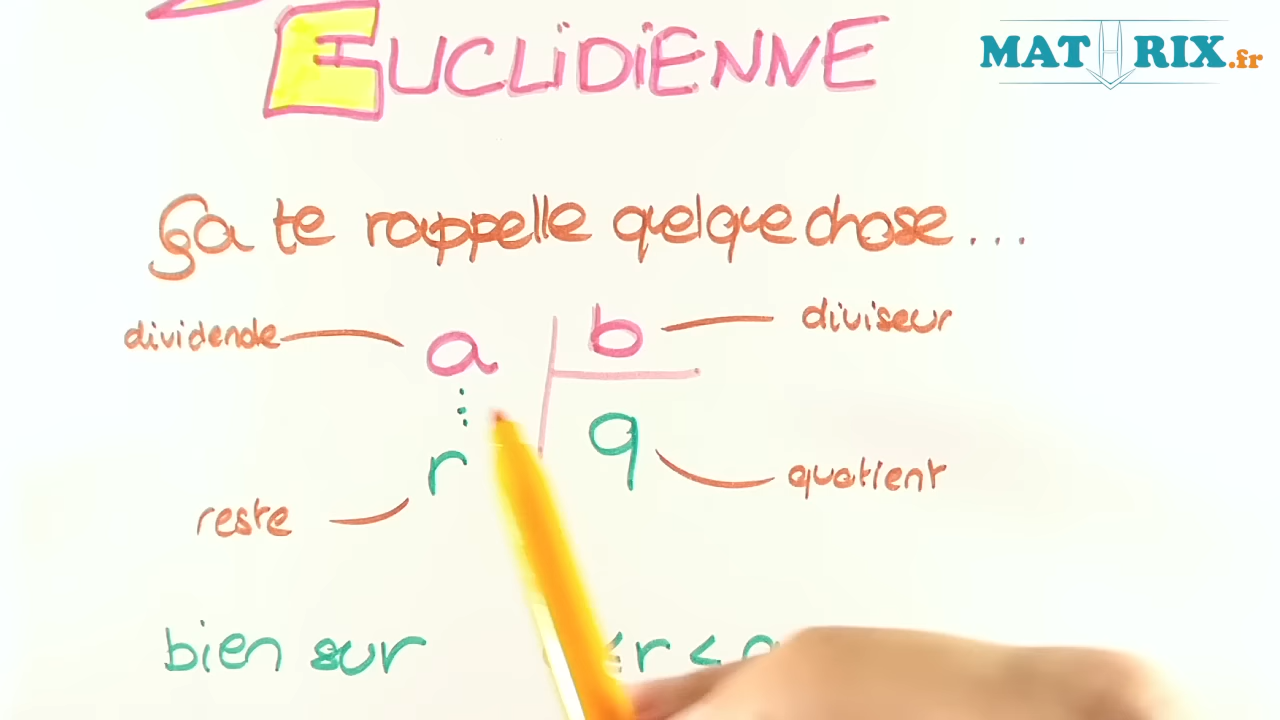 EUCLIDIENNE
MATHRIX.fr
ça te rappelle quelque chose...
dividende a b diviseur
r q quotient
reste
bien sur r <